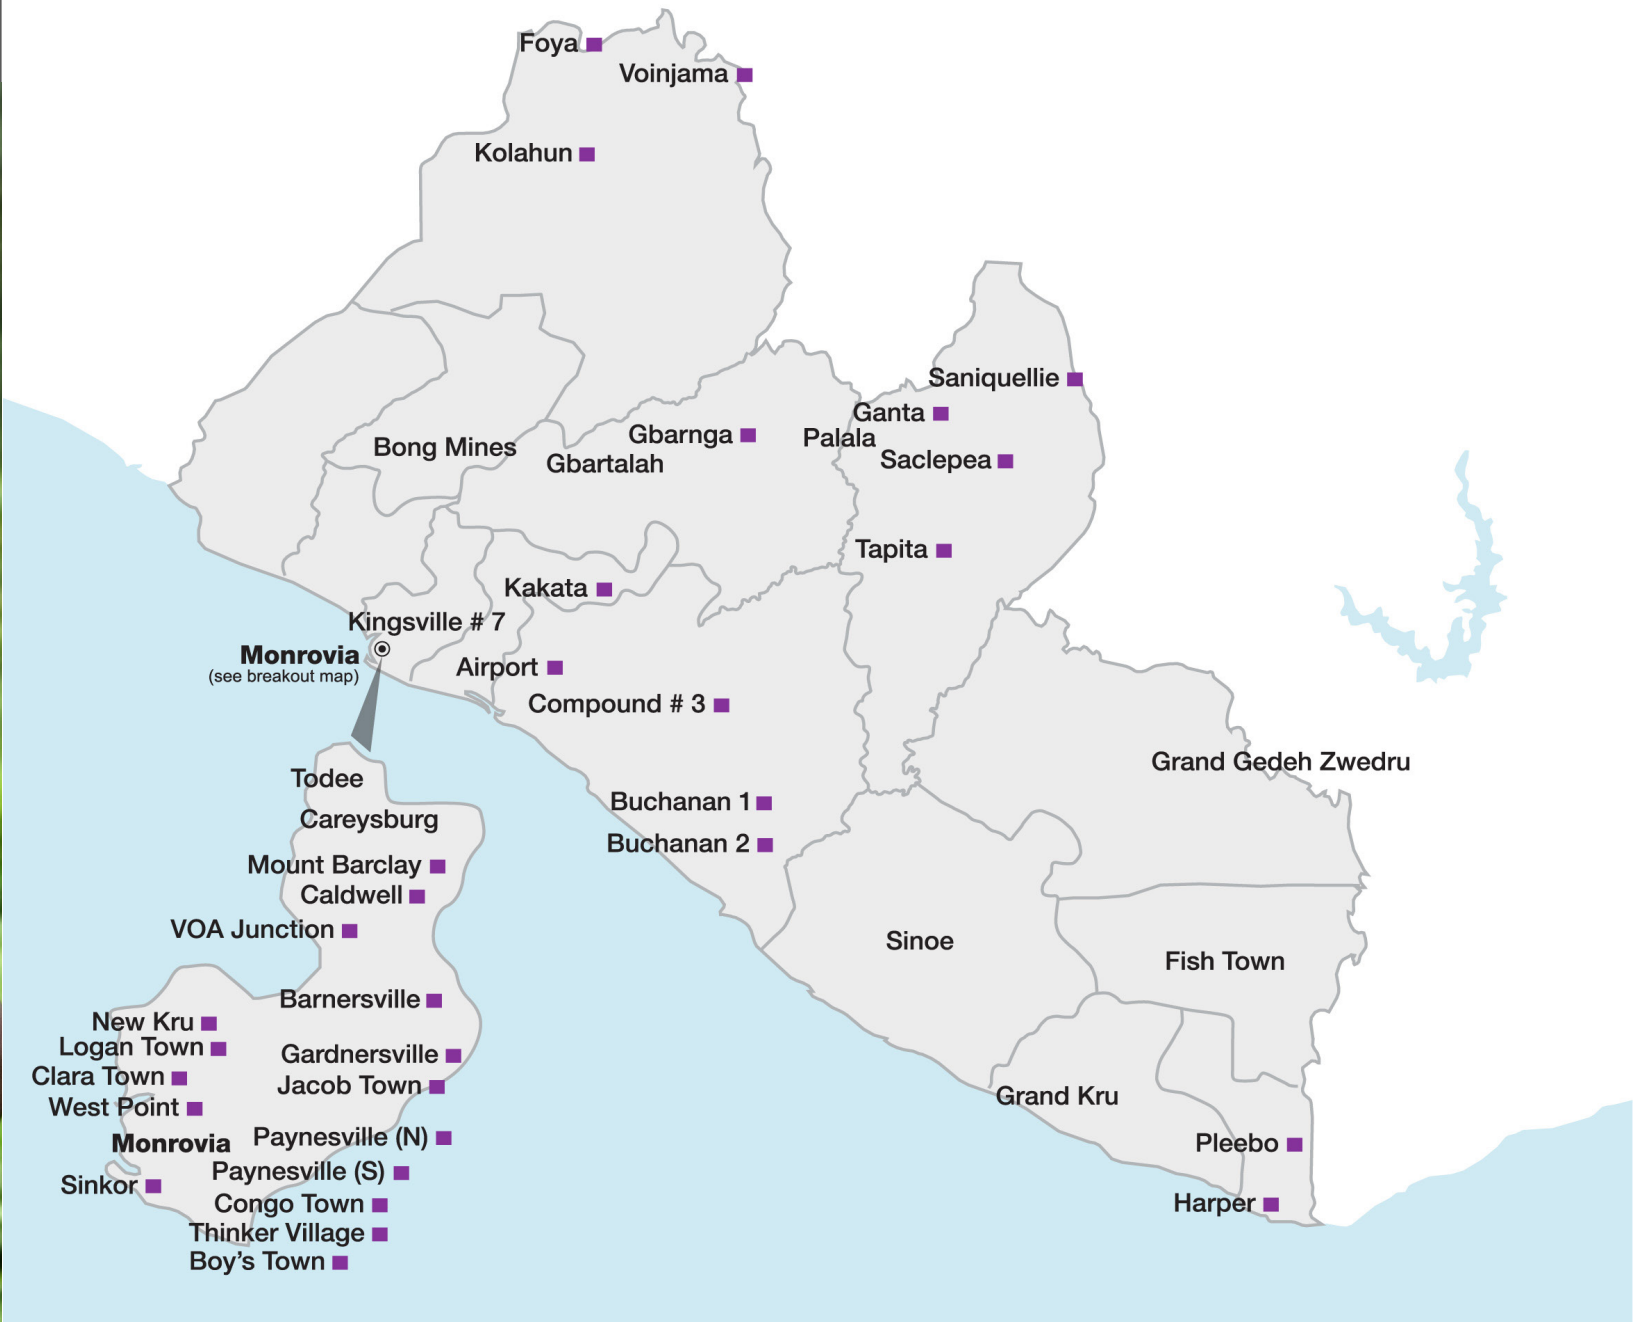 Foya
Voinjama
Kolahun
Saniquellie
Ganta
Gbarnga
Palala
Bong Mines
Gbartalah
Saclepea
Tapita
Kakata
Kingsville # 7
Monrovia
(see breakout map)
Airport
Compound # 3
Grand Gedeh Zwedru
Todee
Buchanan 1
Careysburg
Buchanan 2
Mount Barclay
Caldwell
VOA Junction
Sinoe
Fish Town
Barnersville
New Kru
Logan Town
Gardnersville
Clara Town
Jacob Town
Grand Kru
West Point
Paynesville (N)
Monrovia
Pleebo
Paynesville (S)
Sinkor
Congo Town
Harper
Thinker Village
Boy's Town